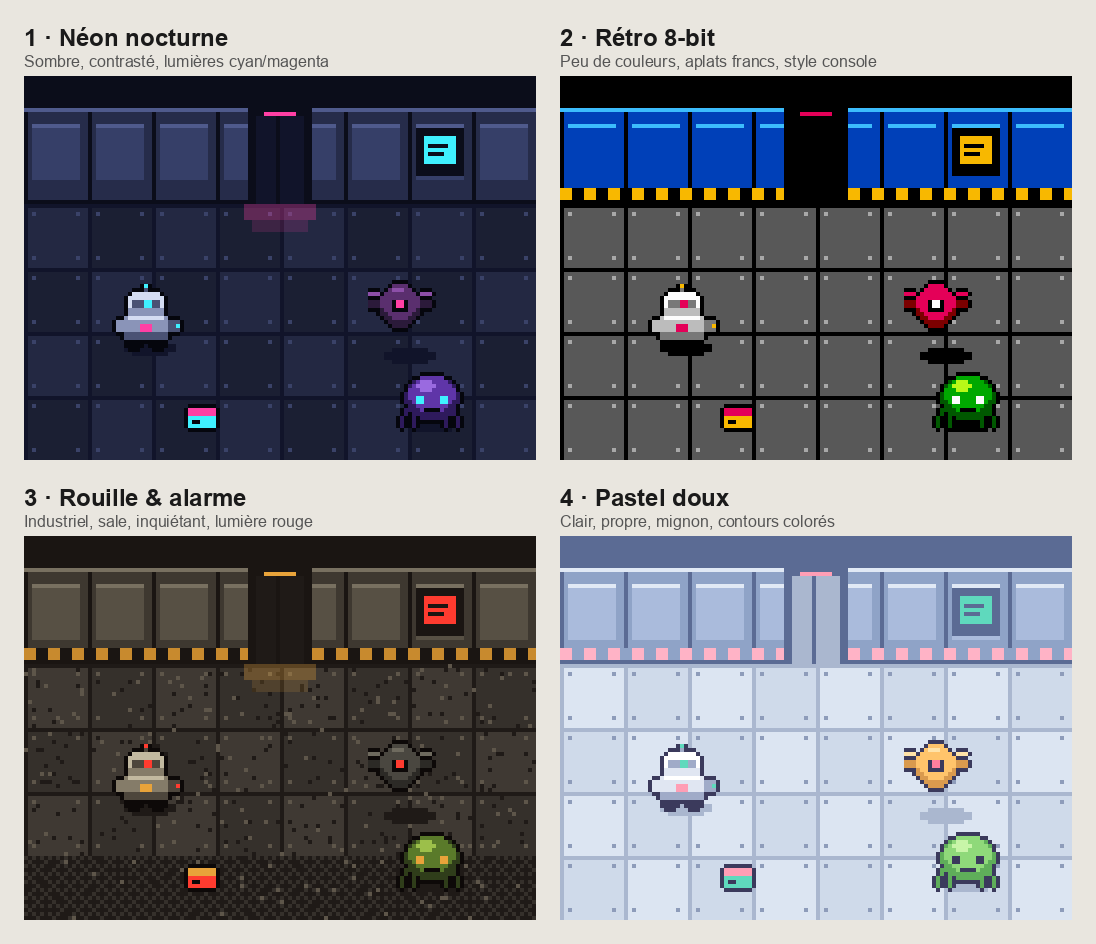 1 · Néon nocturne
Sombre, contrasté, lumières cyan/magenta
2 · Rétro 8-bit
Peu de couleurs, aplats francs, style console
3 · Rouille & alarme
Industriel, sale, inquiétant, lumière rouge
4 · Pastel doux
Clair, propre, mignon, contours colorés